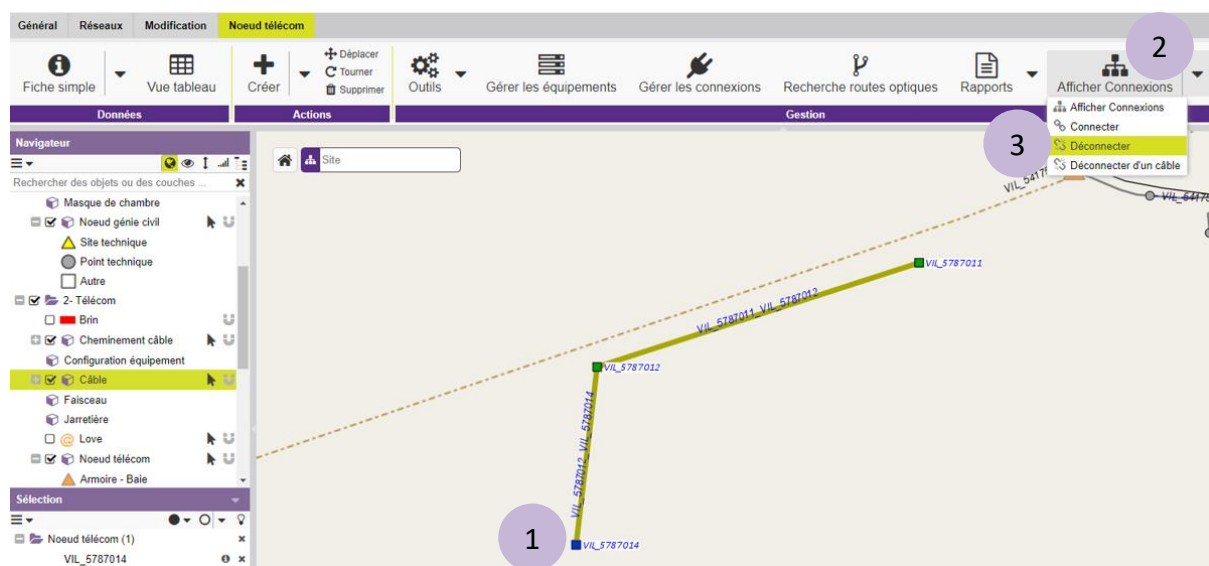 Général Réseaux Modification Noeud télécom
2
Déplacer
Tourner
Supprimer
Fiche simple Vue tableau Créer Outils Gérer les équipements Gérer les connexions Recherche routes optiques Rapports Afficher Connexions
Données Actions Gestion
Afficher Connexions
Connecter
3 Déconnecter
Déconnecter d'un câble
Navigateur
Site
Rechercher des objets ou des couches ...
Masque de chambre
Noeud génie civil
Site technique
Point technique
Autre
2- Télécom
Brin
Cheminement câble
Configuration équipement
Câble
Faisceau
Jarretière
@ Love
Noeud télécom
Armoire - Baie
Sélection
Noeud télécom (1)
VIL_5787014
VIL_5787011
VIL_5787011_VIL_5787012
VIL_5787012
VIL_5787012_VIL_5787014
1 VIL_5787014